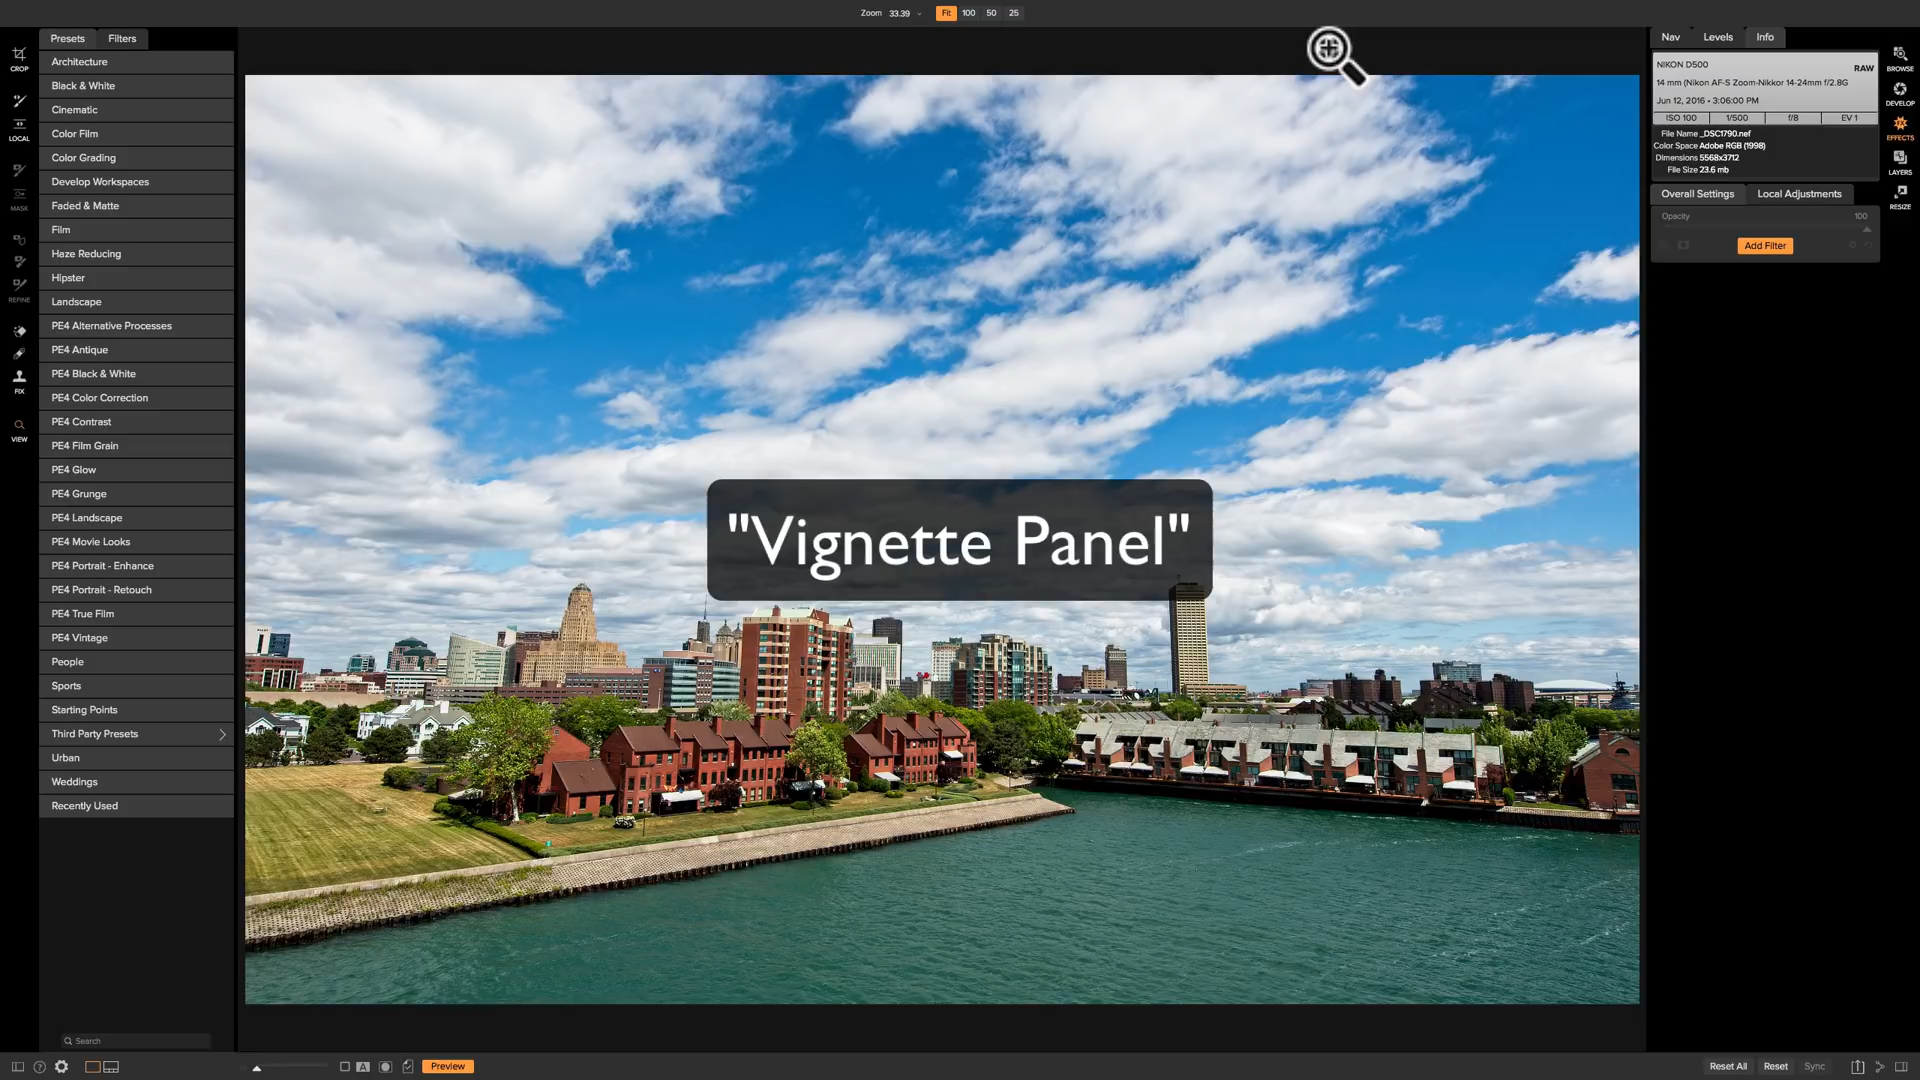 Zoom 33.39 Fit 100 50 25
Presets Filters
Architecture
Black & White
Cinematic
Color Film
Color Grading
Develop Workspaces
Faded & Matte
Film
Haze Reducing
Hipster
Landscape
PE4 Alternative Processes
PE4 Antique
PE4 Black & White
PE4 Color Correction
PE4 Contrast
PE4 Film Grain
PE4 Glow
PE4 Grunge
PE4 Landscape
PE4 Movie Looks
PE4 Portrait - Enhance
PE4 Portrait - Retouch
PE4 True Film
PE4 Vintage
People
Sports
Starting Points
Third Party Presets
Urban
Weddings
Recently Used
Search
CROP
LOCAL
MASK
REFINE
FIX
VIEW
"Vignette Panel"
Nav Levels Info
NIKON D500 RAW
14 mm (Nikon AF-S Zoom-Nikkor 14-24mm f/2.8G
Jun 12, 2016 • 3:06:00 PM
ISO 100 1/500 f/8 EV 1
File Name _DSC1790.nef
Color Space Adobe RGB (1998)
Dimensions 5568x3712
File Size 23.6 mb
Overall Settings Local Adjustments
Opacity 100
Add Filter
BROWSE
DEVELOP
EFFECTS
LAYERS
RESIZE
? A Preview
Reset All Reset Sync